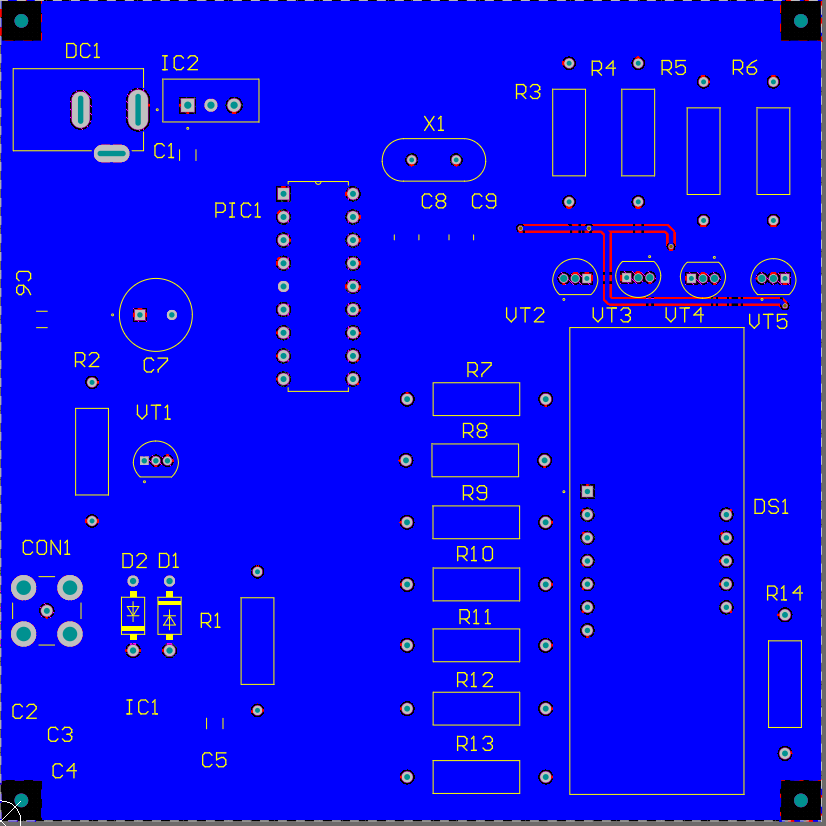 DC1
IC2
R3
R4
R5
R6
X1
C1
PIC1
C8
C9
C6
VT2
VT3
VT4
VT5
C7
R2
R7
VT1
R8
R9
DS1
CON1
D2
D1
R10
R14
R1
R11
R12
IC1
C2
C3
R13
C5
C4